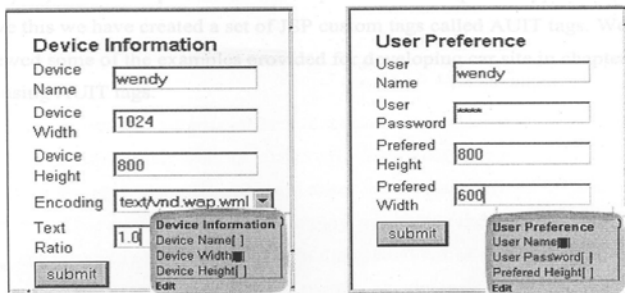 Device Information
Device
Name wendy
Device
Width 1024
Device
Height 800
Encoding text/vnd.wap.wml
Text
Ratio 1.0
submit
Device Information
Device Name[ ]
Device Width
Device Height[ ]
Edit
User Preference
User
Name wendy
User
Password ****
Prefered
Height 800
Prefered
Width 600
submit
User Preference
User Name
User Password[ ]
Prefered Height[ ]
Edit